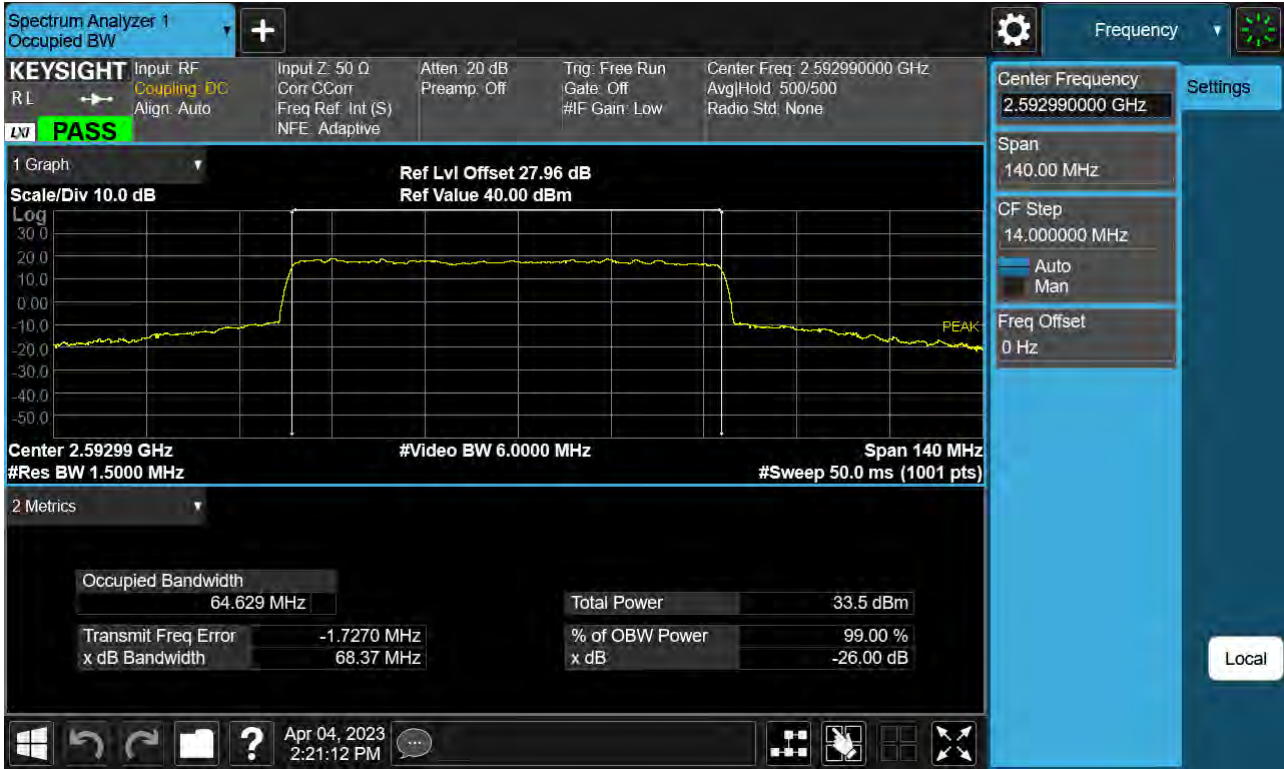 Spectrum Analyzer 1
Occupied BW
Frequency
KEYSIGHT
RL
LXI
PASS
Input: RF
Coupling: DC
Align: Auto
Input Z: 50 Ω
Corr CCorr
Freq Ref: Int (S)
NFE: Adaptive
Atten: 20 dB
Preamp: Off
Trig: Free Run
Gate: Off
#IF Gain: Low
Center Freq: 2.592990000 GHz
Avg|Hold: 500/500
Radio Std: None
Center Frequency
2.592990000 GHz
Settings
Span
140.00 MHz
CF Step
14.000000 MHz
Auto
Man
Freq Offset
0 Hz
Local
1 Graph
Scale/Div 10.0 dB
Ref Lvl Offset 27.96 dB
Ref Value 40.00 dBm
Log
30.0
20.0
10.0
0.00
-10.0
-20.0
-30.0
-40.0
-50.0
PEAK
Center 2.59299 GHz
#Video BW 6.0000 MHz
Span 140 MHz
#Res BW 1.5000 MHz
#Sweep 50.0 ms (1001 pts)
2 Metrics
Occupied Bandwidth
64.629 MHz
Total Power 33.5 dBm
Transmit Freq Error -1.7270 MHz
% of OBW Power 99.00 %
x dB Bandwidth 68.37 MHz
x dB -26.00 dB
?
Apr 04, 2023
2:21:12 PM